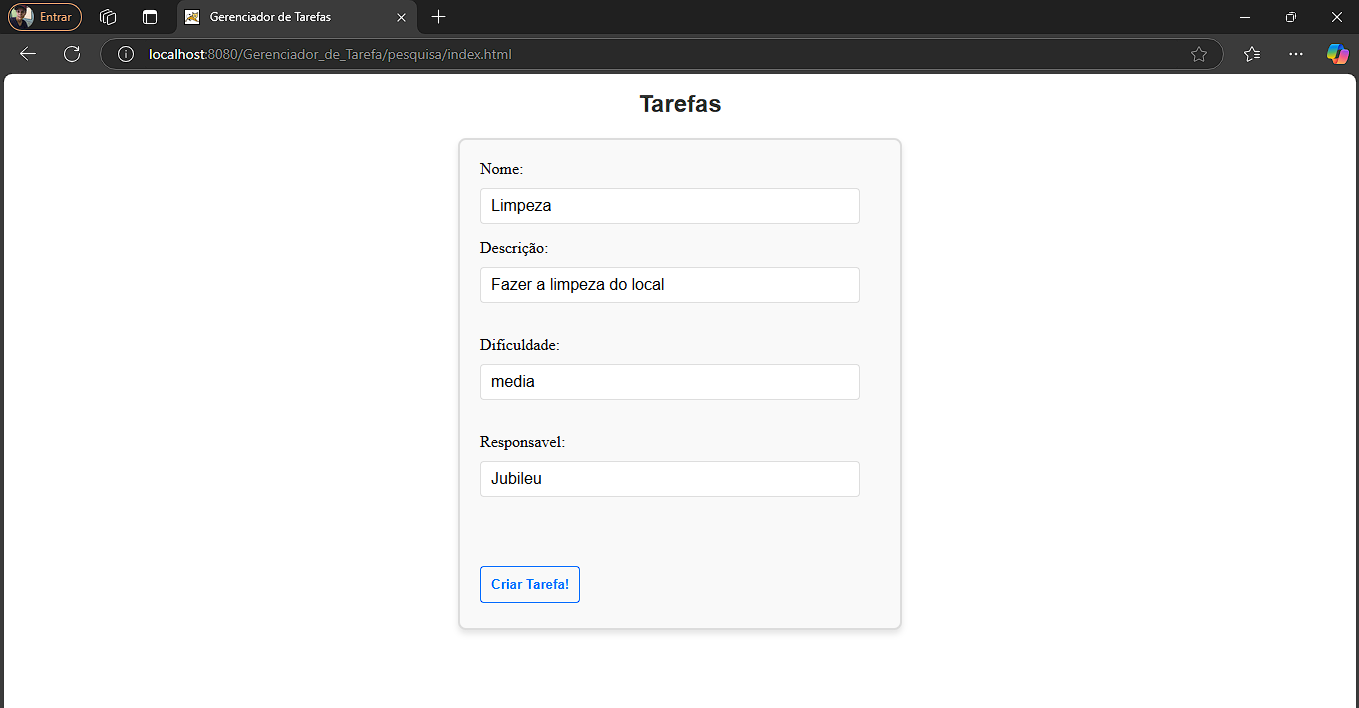 Entrar
Gerenciador de Tarefas
localhost:8080/Gerenciador_de_Tarefa/pesquisa/index.html
Tarefas
Nome:
Limpeza
Descrição:
Fazer a limpeza do local
Dificuldade:
media
Responsavel:
Jubileu
Criar Tarefa!